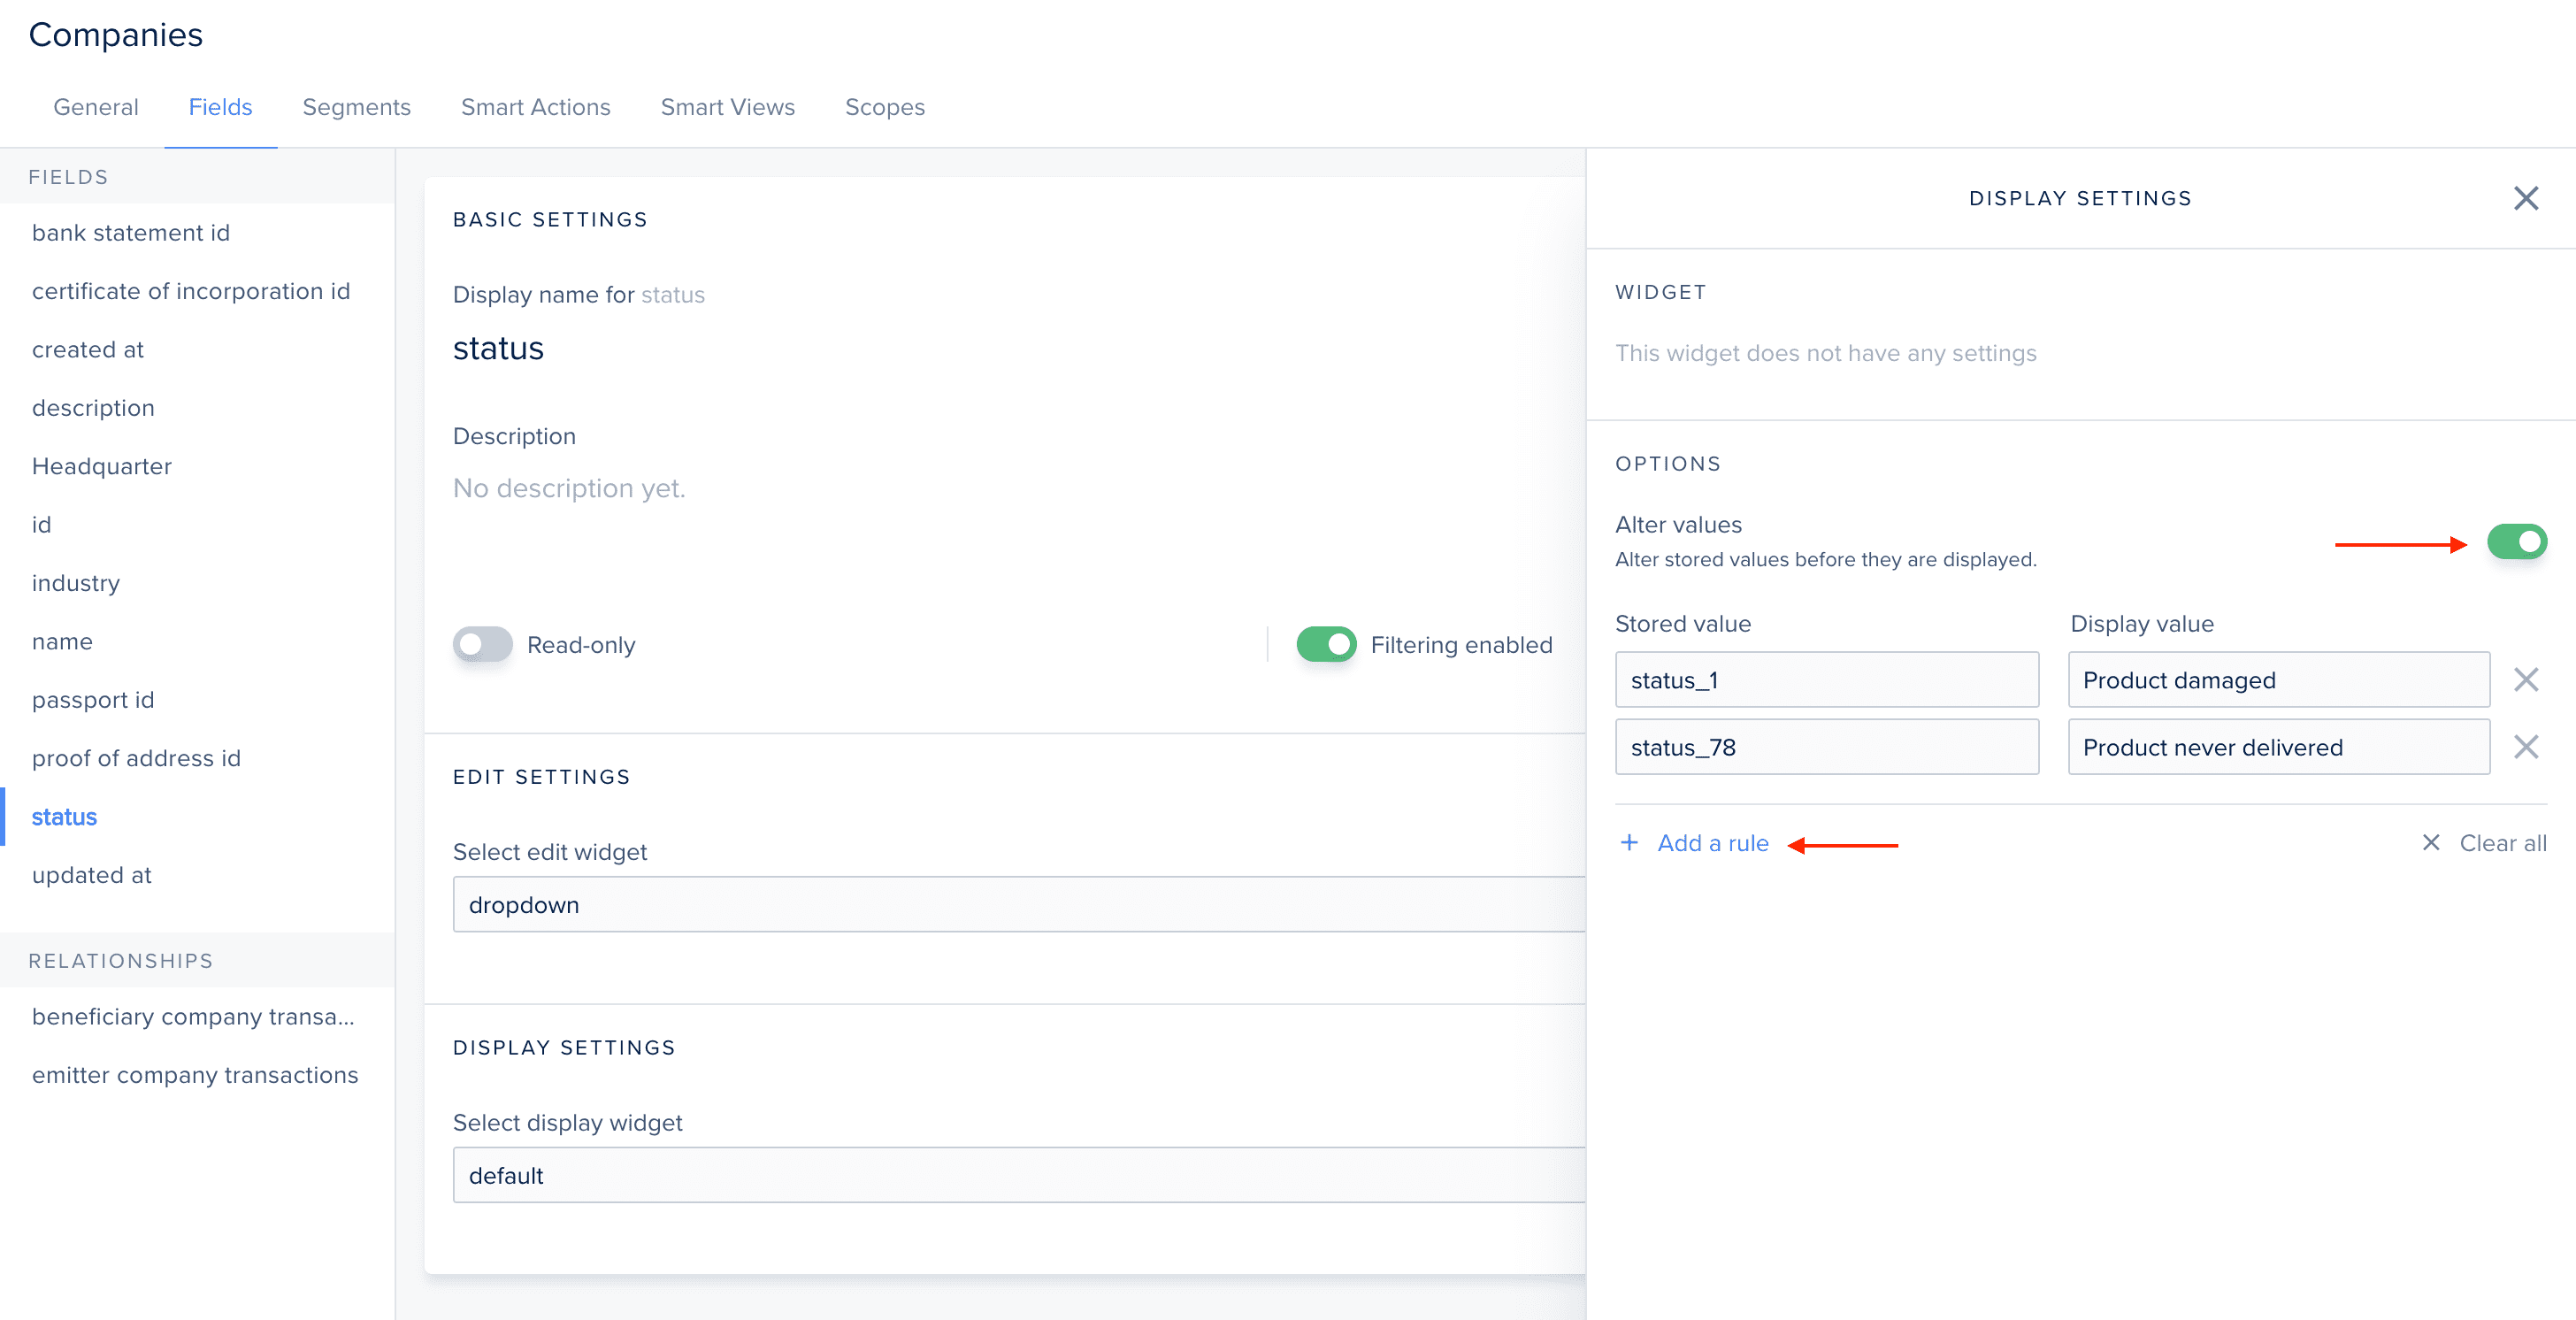 Companies
General Fields Segments Smart Actions Smart Views Scopes
FIELDS
bank statement id
certificate of incorporation id
created at
description
Headquarter
id
industry
name
passport id
proof of address id
status
updated at
RELATIONSHIPS
beneficiary company transa...
emitter company transactions
BASIC SETTINGS
Display name for status
status
Description
No description yet.
Read-only Filtering enabled
EDIT SETTINGS
Select edit widget
dropdown
DISPLAY SETTINGS
Select display widget
default
DISPLAY SETTINGS
WIDGET
This widget does not have any settings
OPTIONS
Alter values
Alter stored values before they are displayed.
Stored value Display value
status_1 Product damaged
status_78 Product never delivered
+ Add a rule Clear all